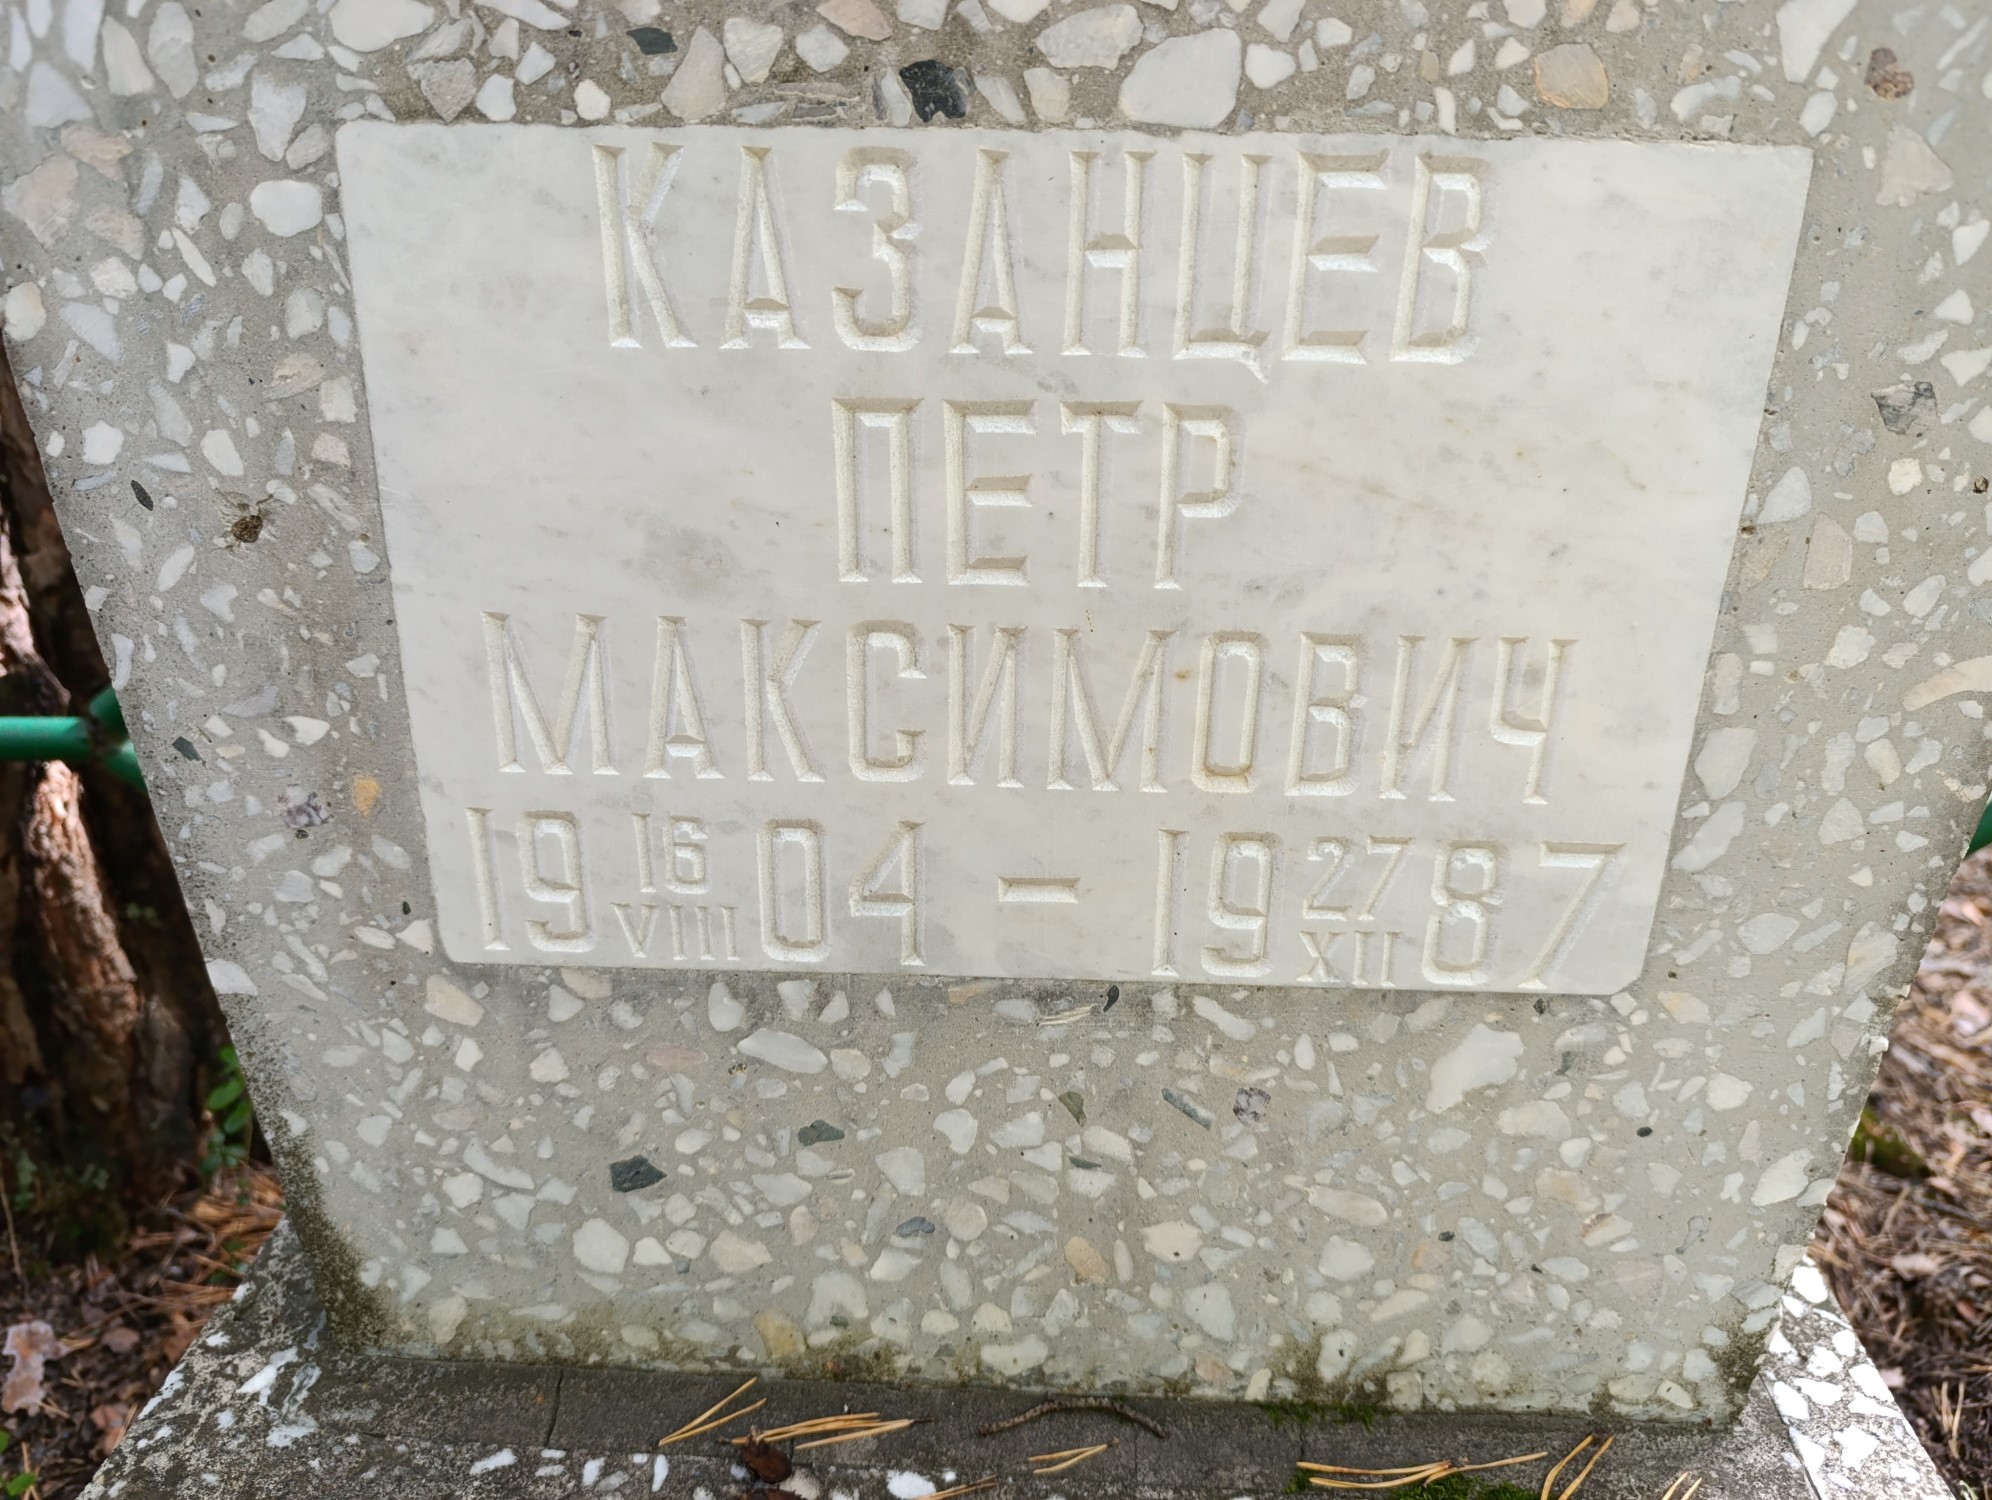 КАЗАНЦЕВ
ПЕТР
МАКСИМОВИЧ
19 16/VIII 04 – 19 27/XII 87